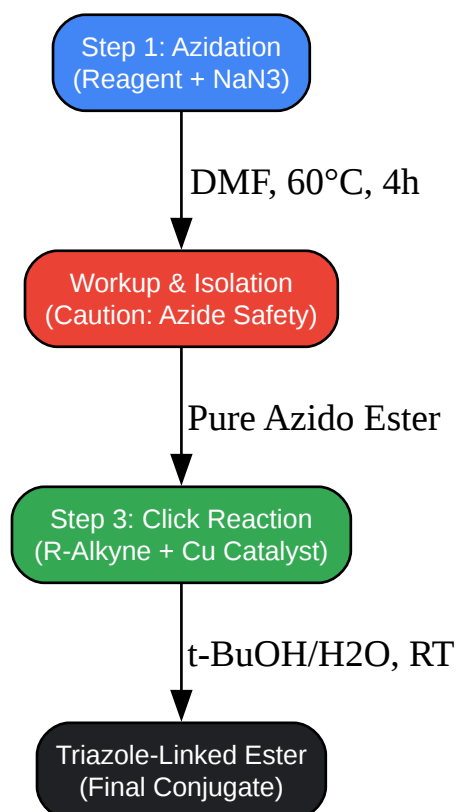 Step 1: Azidation
(Reagent + NaN3)
DMF, 60°C, 4h
Workup & Isolation
(Caution: Azide Safety)
Pure Azido Ester
Step 3: Click Reaction
(R-Alkyne + Cu Catalyst)
t-BuOH/H2O, RT
Triazole-Linked Ester
(Final Conjugate)